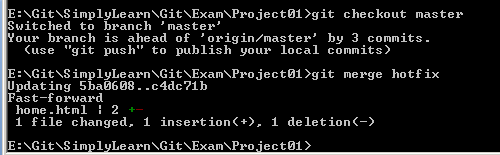 E:\Git\SimplyLearn\Git\Exam\Project01>git checkout master
Switched to branch 'master'
Your branch is ahead of 'origin/master' by 3 commits.
  (use "git push" to publish your local commits)

E:\Git\SimplyLearn\Git\Exam\Project01>git merge hotfix
Updating 5ba0608..c4dc71b
Fast-forward
 home.html | 2 +-
 1 file changed, 1 insertion(+), 1 deletion(-)

E:\Git\SimplyLearn\Git\Exam\Project01>